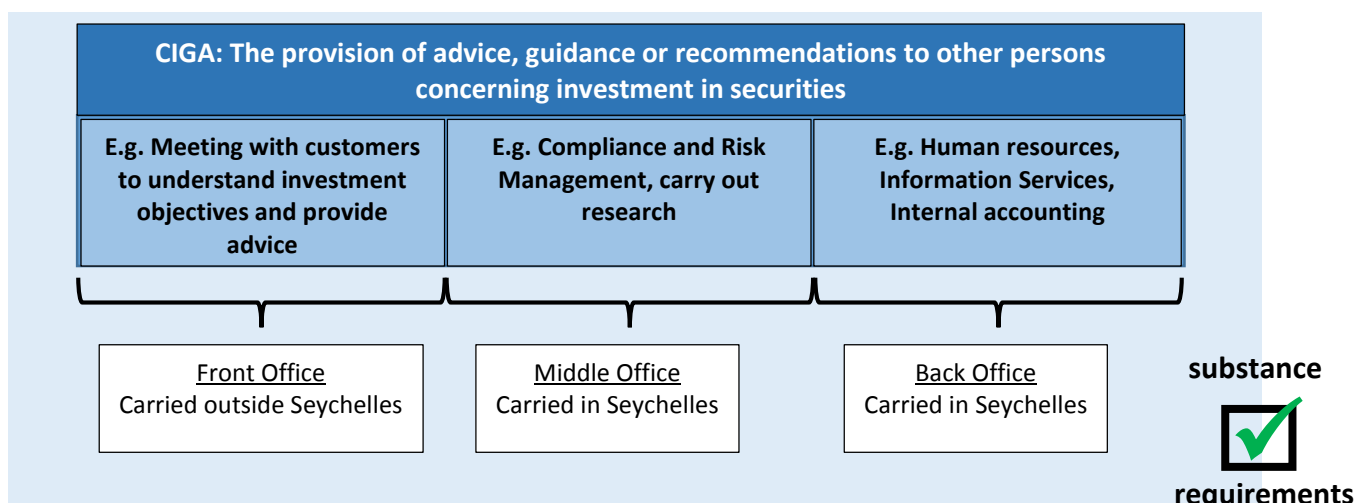 CIGA: The provision of advice, guidance or recommendations to other persons
concerning investment in securities
E.g. Meeting with customers
to understand investment
objectives and provide
advice
E.g. Compliance and Risk
Management, carry out
research
E.g. Human resources,
Information Services,
Internal accounting
Front Office
Carried outside Seychelles
Middle Office
Carried in Seychelles
Back Office
Carried in Seychelles
substance
requirements